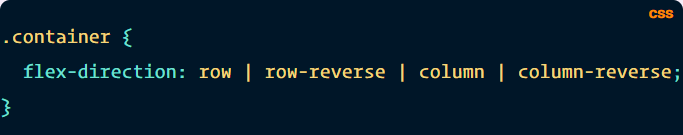 css
.container {
  flex-direction: row | row-reverse | column | column-reverse;
}